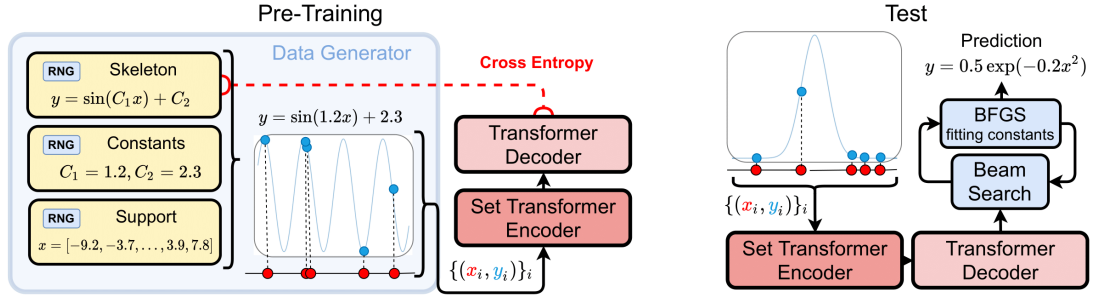 Pre-Training
Data Generator
RNG Skeleton
y = sin(C₁x) + C₂
RNG Constants
C₁ = 1.2, C₂ = 2.3
RNG Support
x = [−9.2, −3.7, . . . , 3.9, 7.8]
y = sin(1.2x) + 2.3
Cross Entropy
Transformer
Decoder
Set Transformer
Encoder
{(xᵢ, yᵢ)}ᵢ
Test
Prediction
y = 0.5 exp(−0.2x²)
BFGS
fitting constants
Beam
Search
{(xᵢ, yᵢ)}ᵢ
Set Transformer
Encoder
Transformer
Decoder